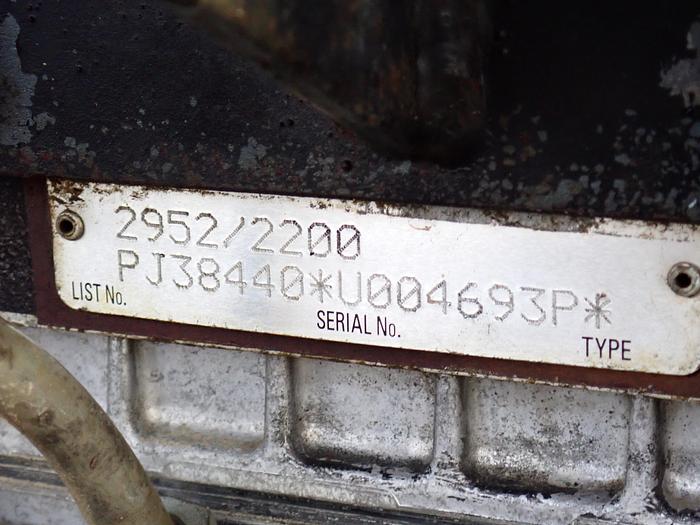 2952/2200
PJ38440*U004693P*
LIST No. SERIAL No. TYPE